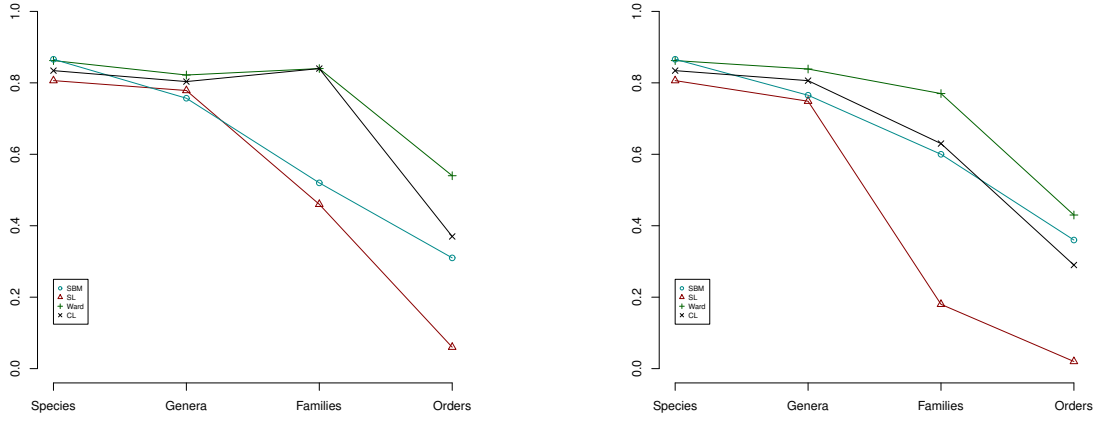 1.0
0.8
0.6
0.4
0.2
0.0
SBM
SL
Ward
CL
Species Genera Families Orders
1.0
0.8
0.6
0.4
0.2
0.0
SBM
SL
Ward
CL
Species Genera Families Orders